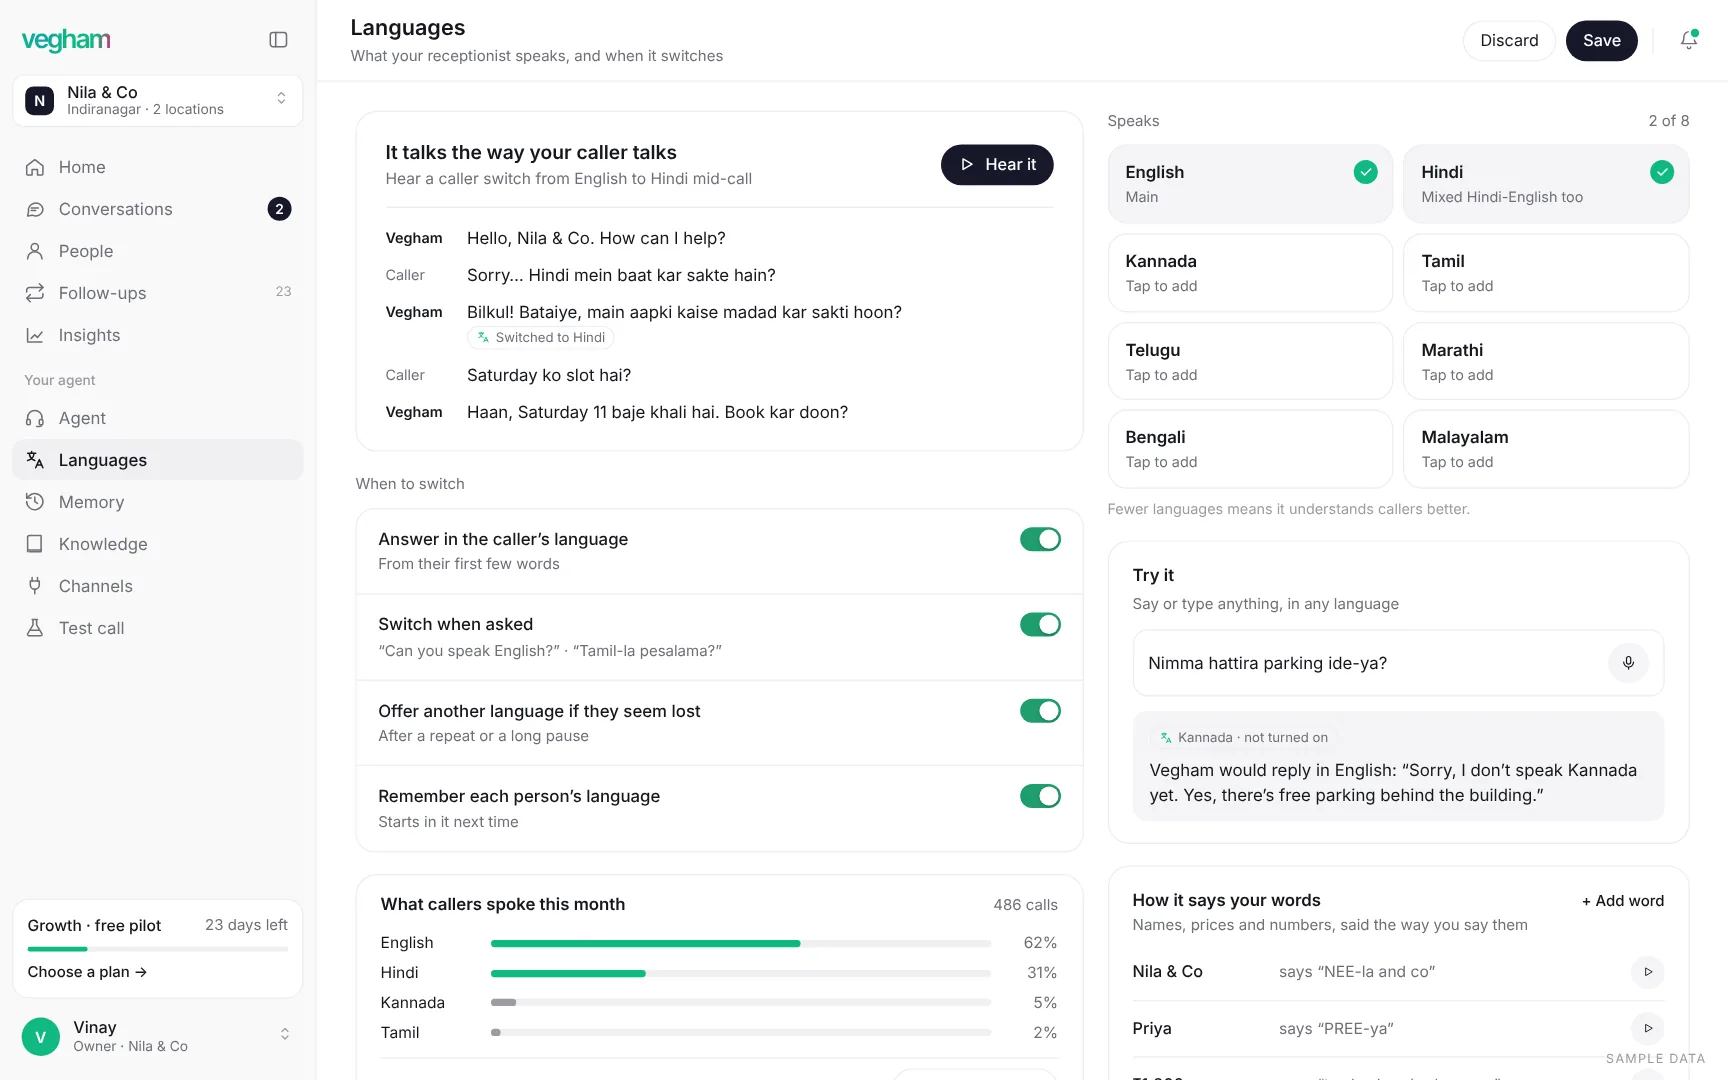 vegham
N
Nila & Co
Indiranagar · 2 locations
Home
Conversations
2
People
Follow-ups
23
Insights
Your agent
Agent
Languages
Memory
Knowledge
Channels
Test call
Growth · free pilot
23 days left
Choose a plan →
V
Vinay
Owner · Nila & Co
Languages
What your receptionist speaks, and when it switches
Discard
Save
It talks the way your caller talks
Hear a caller switch from English to Hindi mid-call
Hear it
Vegham Hello, Nila & Co. How can I help?
Caller Sorry... Hindi mein baat kar sakte hain?
Vegham Bilkul! Bataiye, main aapki kaise madad kar sakti hoon?
Switched to Hindi
Caller Saturday ko slot hai?
Vegham Haan, Saturday 11 baje khali hai. Book kar doon?
When to switch
Answer in the caller’s language
From their first few words
Switch when asked
“Can you speak English?” · “Tamil-la pesalama?”
Offer another language if they seem lost
After a repeat or a long pause
Remember each person’s language
Starts in it next time
What callers spoke this month
486 calls
English 62%
Hindi 31%
Kannada 5%
Tamil 2%
Speaks
2 of 8
English
Main
Hindi
Mixed Hindi-English too
Kannada
Tap to add
Tamil
Tap to add
Telugu
Tap to add
Marathi
Tap to add
Bengali
Tap to add
Malayalam
Tap to add
Fewer languages means it understands callers better.
Try it
Say or type anything, in any language
Nimma hattira parking ide-ya?
Kannada · not turned on
Vegham would reply in English: “Sorry, I don’t speak Kannada
yet. Yes, there’s free parking behind the building.”
How it says your words
+ Add word
Names, prices and numbers, said the way you say them
Nila & Co says “NEE-la and co”
Priya says “PREE-ya”
SAMPLE DATA